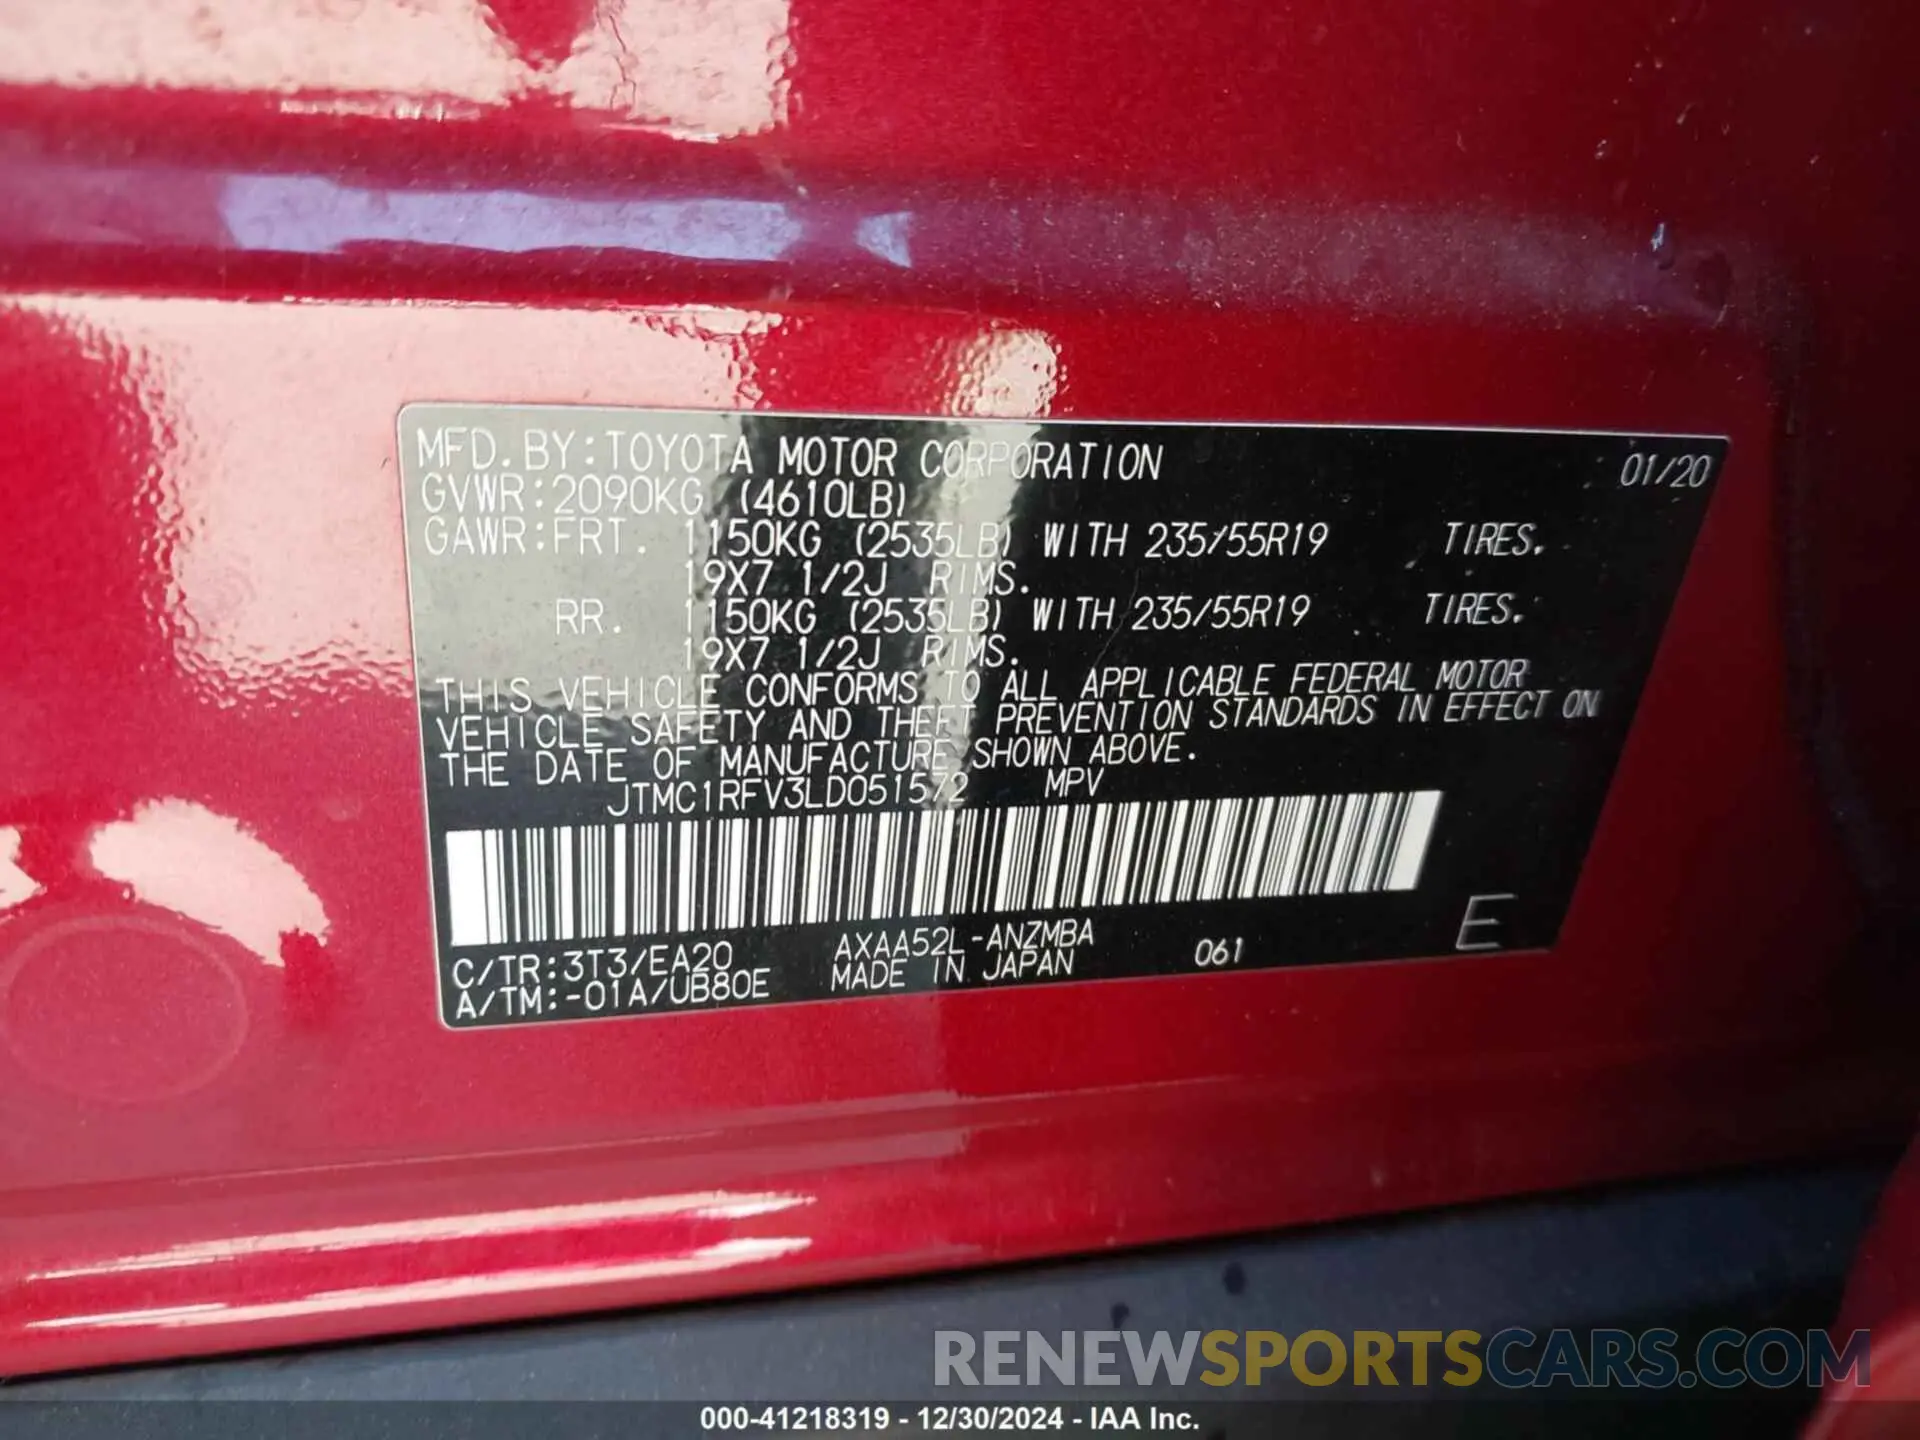 MFD.BY:TOYOTA MOTOR CORPORATION 01/20
GVWR:2090KG (4610LB)
GAWR:FRT. 1150KG (2535LB) WITH 235/55R19 TIRES.
19X7 1/2J RIMS.
RR. 1150KG (2535LB) WITH 235/55R19 TIRES.
19X7 1/2J RIMS.
THIS VEHICLE CONFORMS TO ALL APPLICABLE FEDERAL MOTOR
VEHICLE SAFETY AND THEFT PREVENTION STANDARDS IN EFFECT ON
THE DATE OF MANUFACTURE SHOWN ABOVE.
JTMC1RFV3LD051572 MPV
C/TR:3T3/EA20 AXAA52L-ANZMBA 061 E
A/TM:-01A/UB80E MADE IN JAPAN
RENEWSPORTSCARS.COM
000-41218319 - 12/30/2024 - IAA Inc.